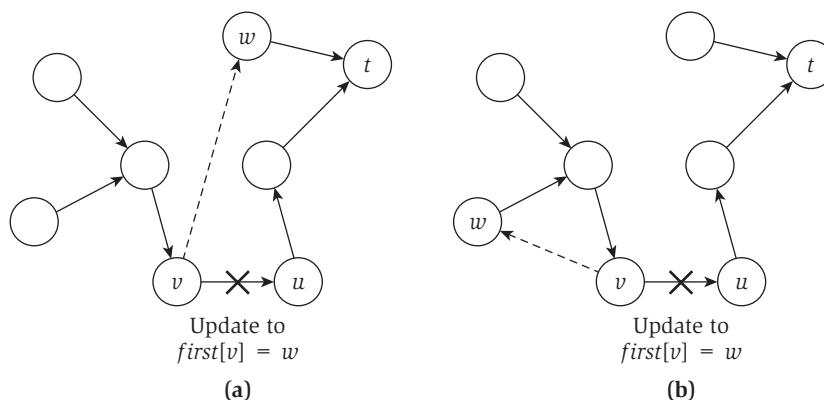 w
t
v
u
Update to
first[v] = w
(a)
t
w
v
u
Update to
first[v] = w
(b)